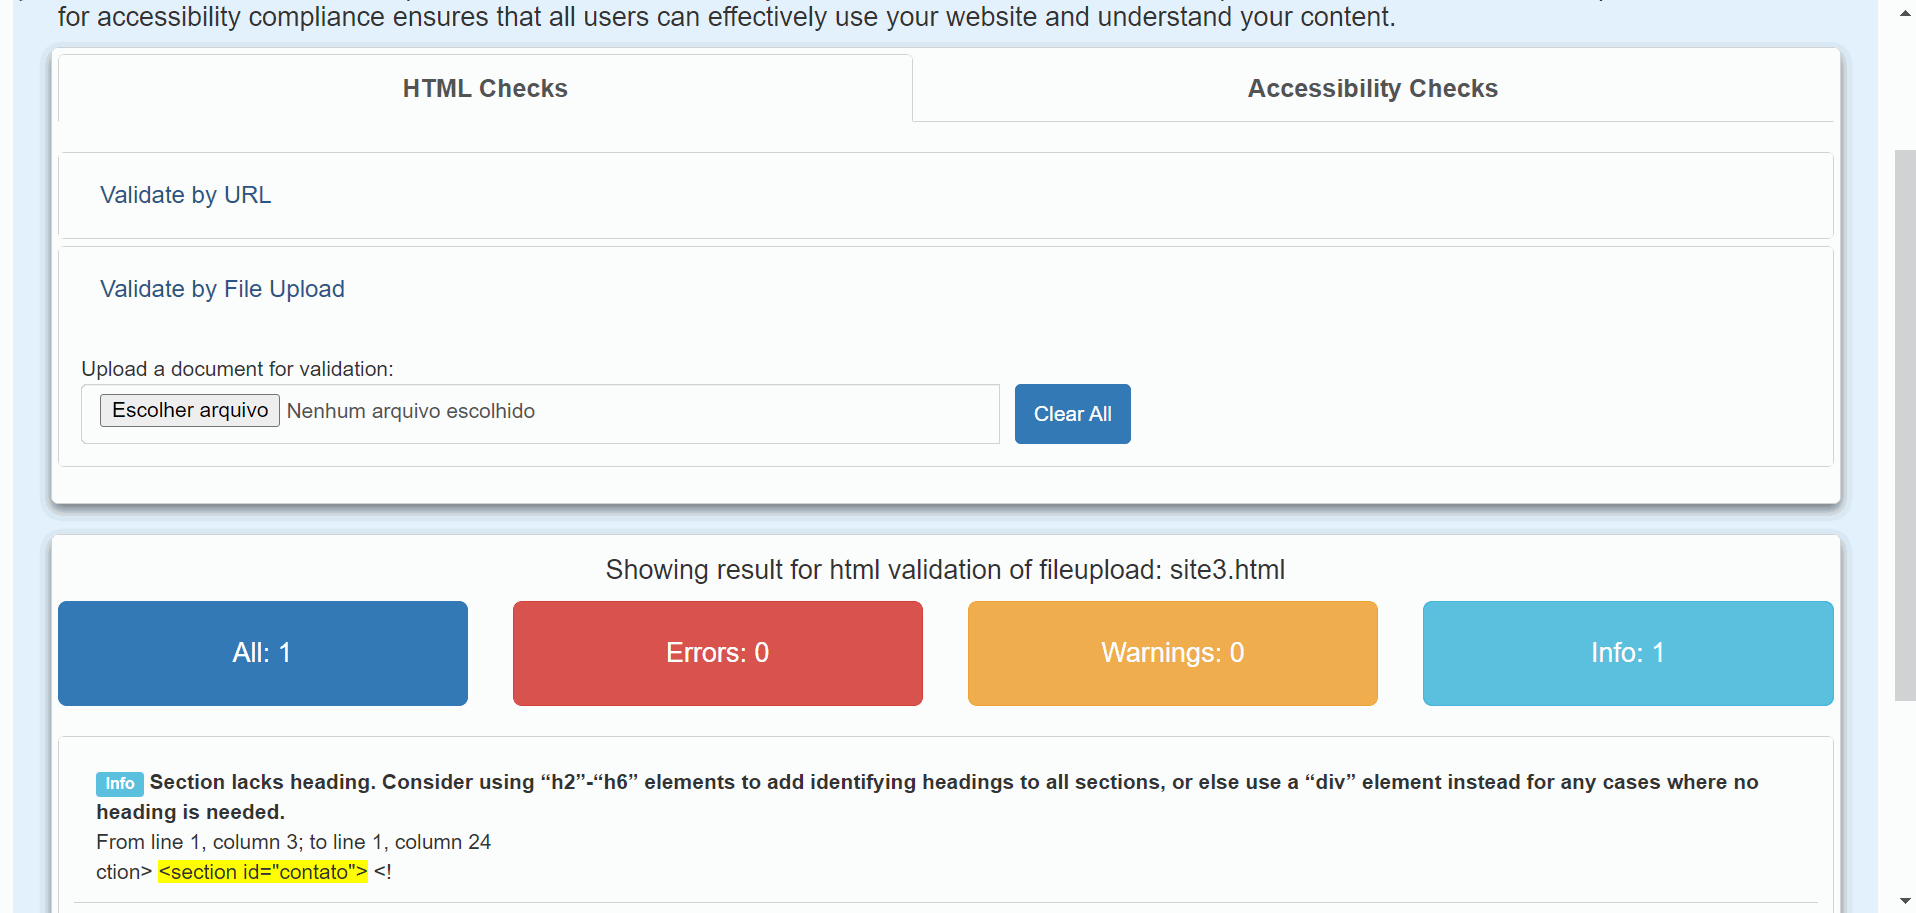 for accessibility compliance ensures that all users can effectively use your website and understand your content.
HTML Checks
Accessibility Checks
Validate by URL
Validate by File Upload
Upload a document for validation:
Escolher arquivo Nenhum arquivo escolhido
Clear All
Showing result for html validation of fileupload: site3.html
All: 1
Errors: 0
Warnings: 0
Info: 1
Info Section lacks heading. Consider using “h2”-“h6” elements to add identifying headings to all sections, or else use a “div” element instead for any cases where no
heading is needed.
From line 1, column 3; to line 1, column 24
ction> <section id="contato"> <!